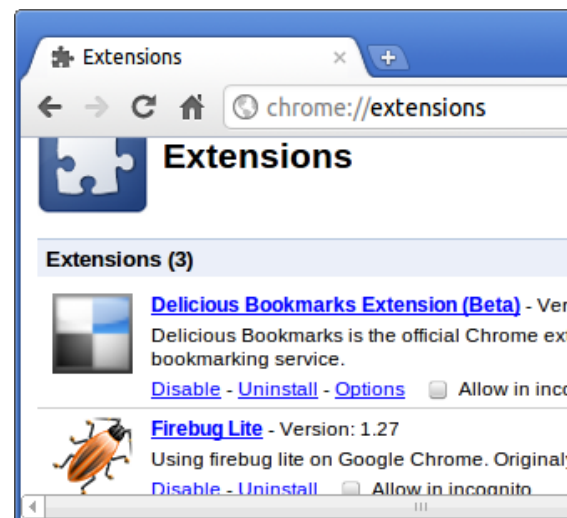 Extensions
chrome://extensions
Extensions
Extensions (3)
Delicious Bookmarks Extension (Beta) - Ver
Delicious Bookmarks is the official Chrome ext
bookmarking service.
Disable - Uninstall - Options Allow in inco
Firebug Lite - Version: 1.27
Using firebug lite on Google Chrome. Originaly
Disable - Uninstall Allow in incognito